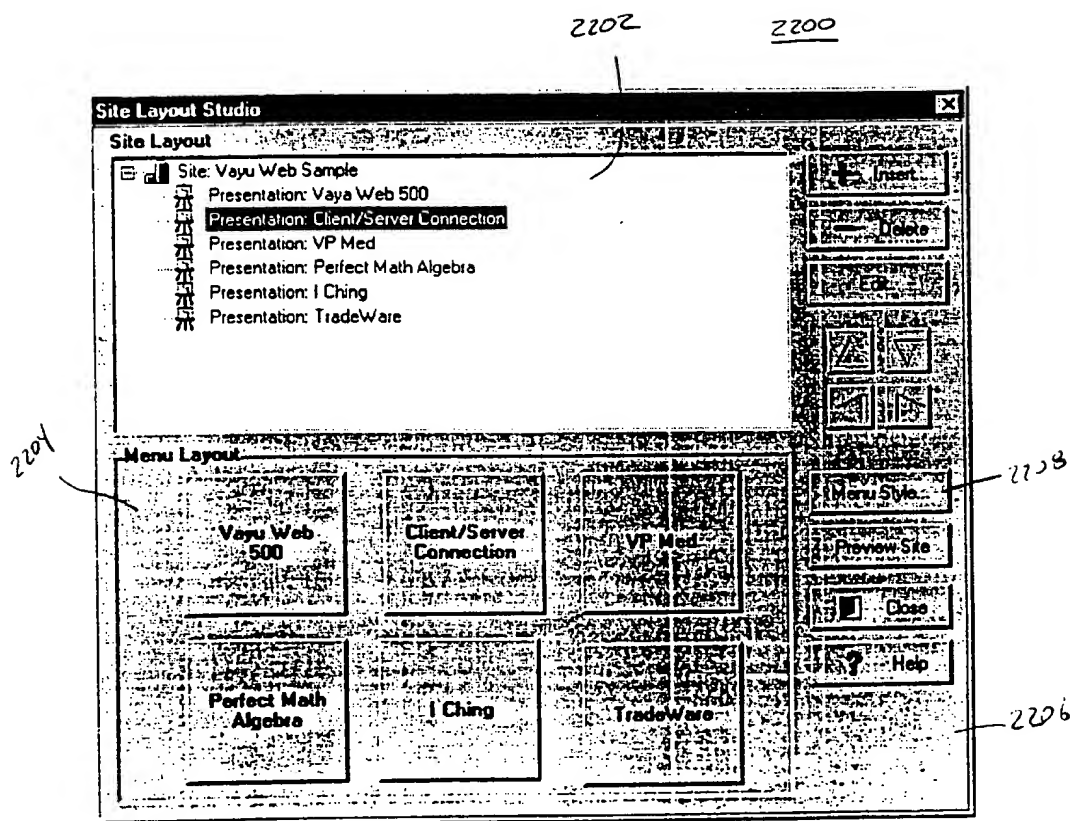 2202 2200
Site Layout Studio
Site Layout
Site: Vayu Web Sample
Presentation: Vaya Web 500
Presentation: Client/Server Connection
Presentation: VP Med
Presentation: Perfect Math Algebra
Presentation: I Ching
Presentation: TradeWare
Insert...
Delete
Edit...
2204
Menu Layout
Vayu Web
500
Client/Server
Connection
VP Med
Perfect Math
Algebra
I Ching
TradeWare
Menu Style...
2208
Preview Site
Close
? Help
2206